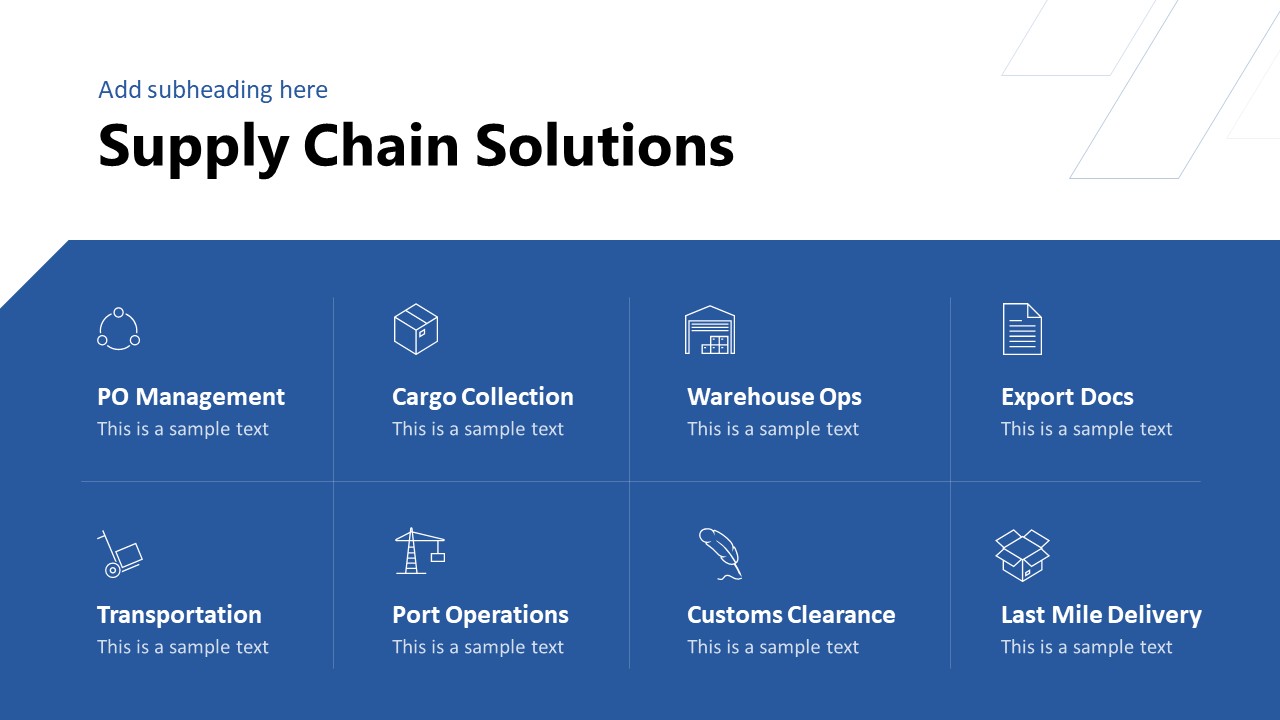 Add subheading here
Supply Chain Solutions
PO Management
This is a sample text
Cargo Collection
This is a sample text
Warehouse Ops
This is a sample text
Export Docs
This is a sample text
Transportation
This is a sample text
Port Operations
This is a sample text
Customs Clearance
This is a sample text
Last Mile Delivery
This is a sample text